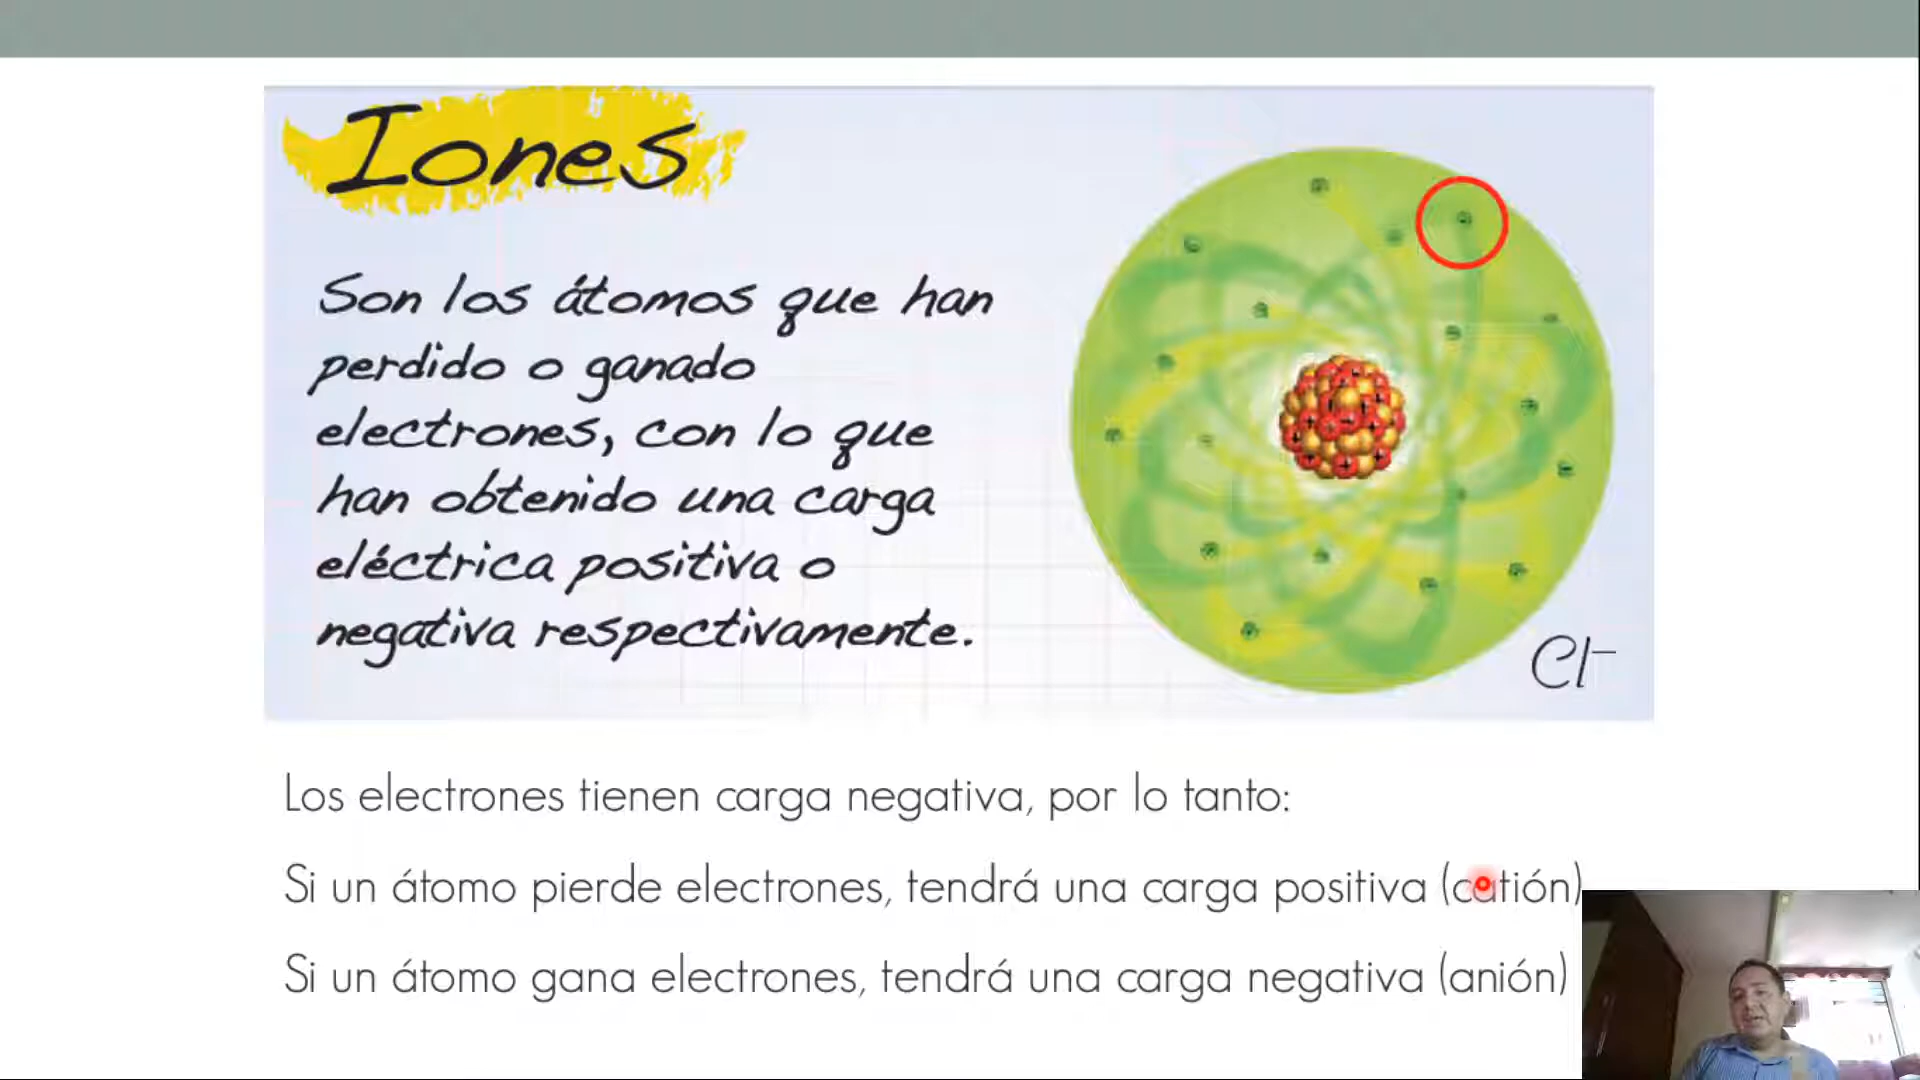 Iones
Son los átomos que han
perdido o ganado
electrones, con lo que
han obtenido una carga
eléctrica positiva o
negativa respectivamente.
Cl-
Los electrones tienen carga negativa, por lo tanto:
Si un átomo pierde electrones, tendrá una carga positiva (catión)
Si un átomo gana electrones, tendrá una carga negativa (anión)